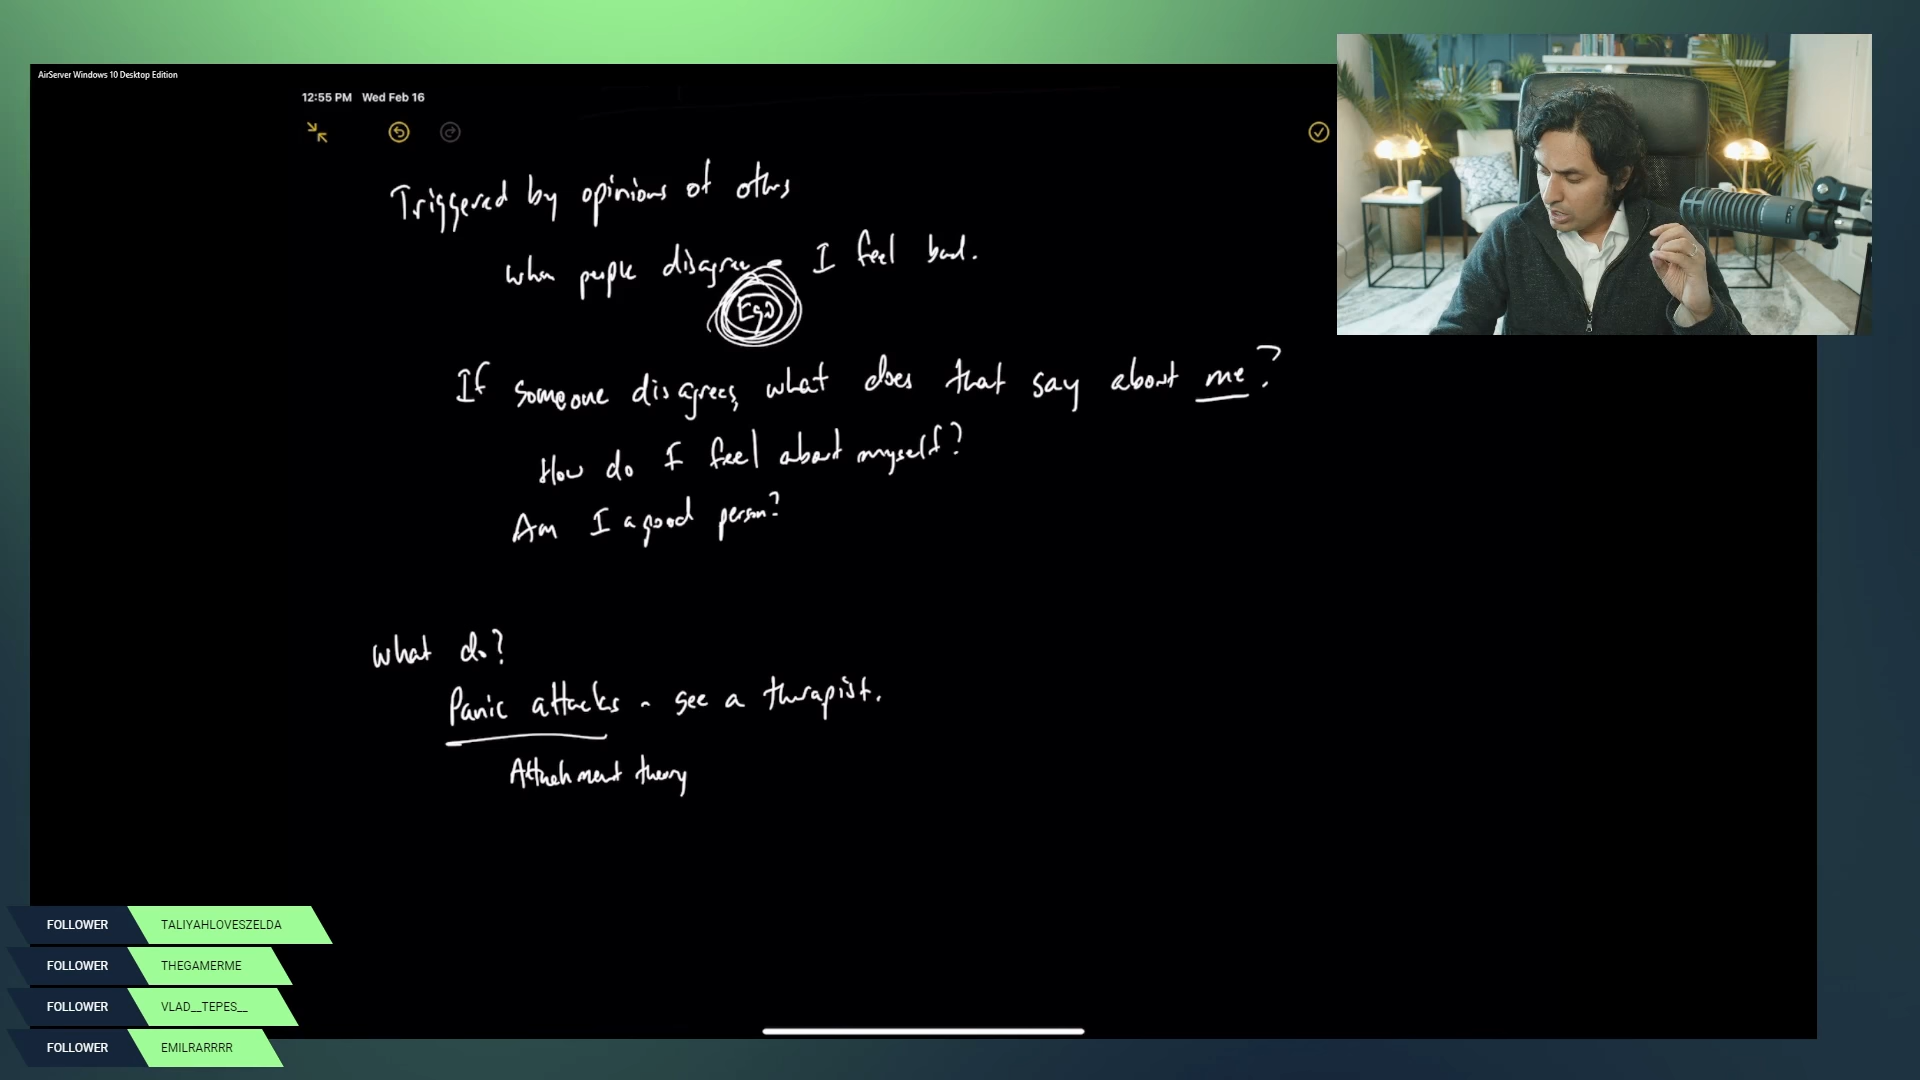 AirServer Windows 10 Desktop Edition
12:55 PM Wed Feb 16
Triggered by opinions of others
when people disagree - I feel bad.
Ego
If someone disagrees, what does that say about me?
How do I feel about myself?
Am I a good person?
what do?
Panic attacks - see a therapist.
Attachment theory
FOLLOWER TALIYAHLOVESZELDA
FOLLOWER THEGAMERME
FOLLOWER VLAD__TEPES__
FOLLOWER EMILRARRRR